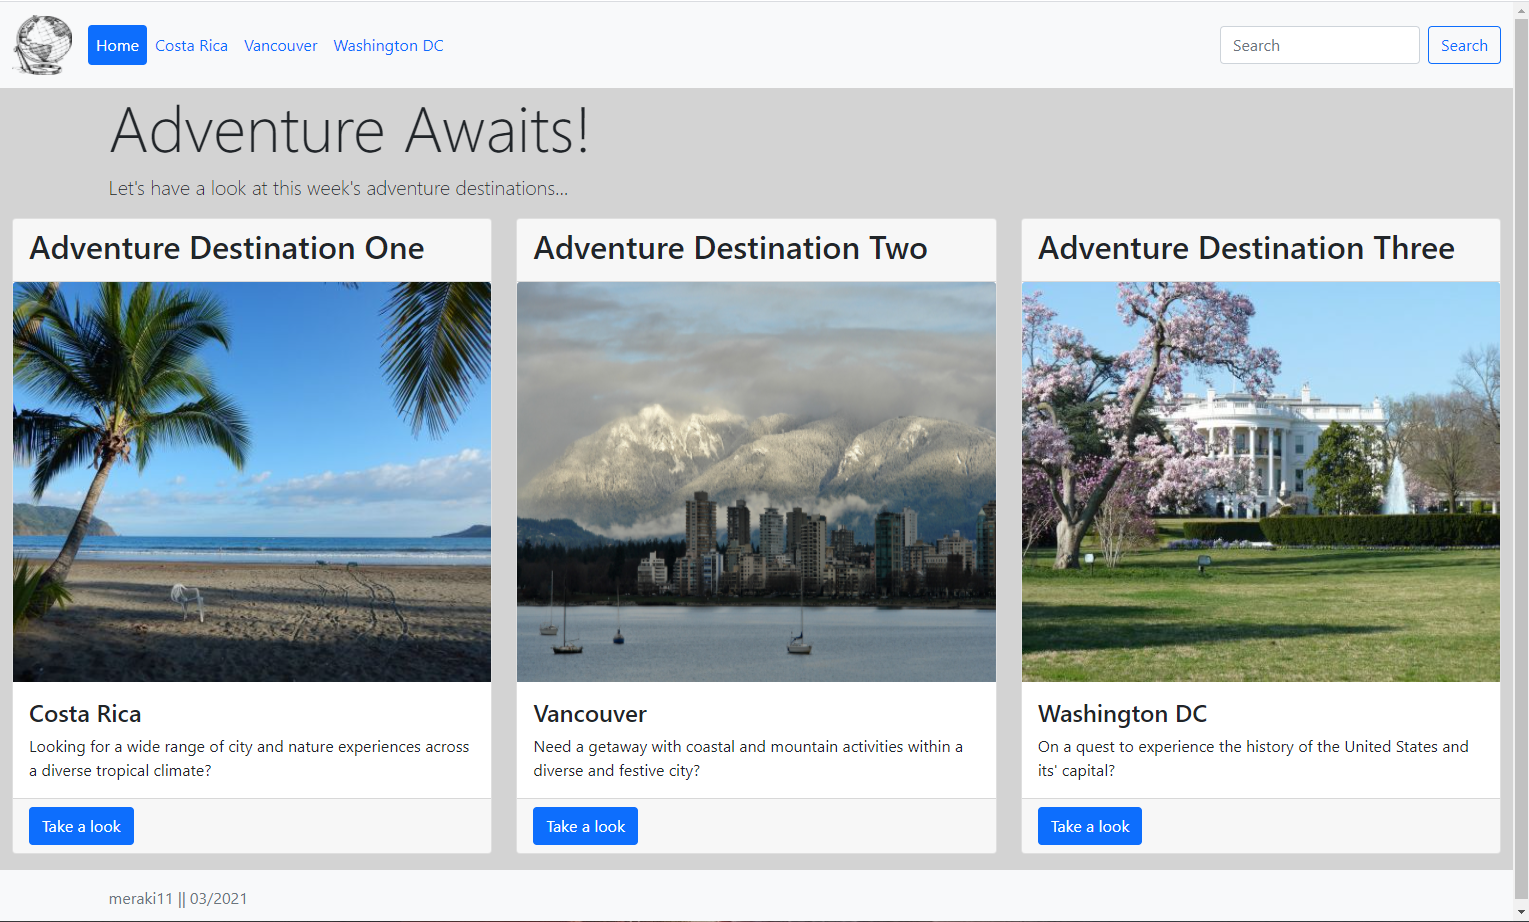 Home Costa Rica Vancouver Washington DC Search Search
Adventure Awaits!
Let's have a look at this week's adventure destinations...
Adventure Destination One
Costa Rica
Looking for a wide range of city and nature experiences across
a diverse tropical climate?
Take a look
Adventure Destination Two
Vancouver
Need a getaway with coastal and mountain activities within a
diverse and festive city?
Take a look
Adventure Destination Three
Washington DC
On a quest to experience the history of the United States and
its' capital?
Take a look
meraki11 || 03/2021